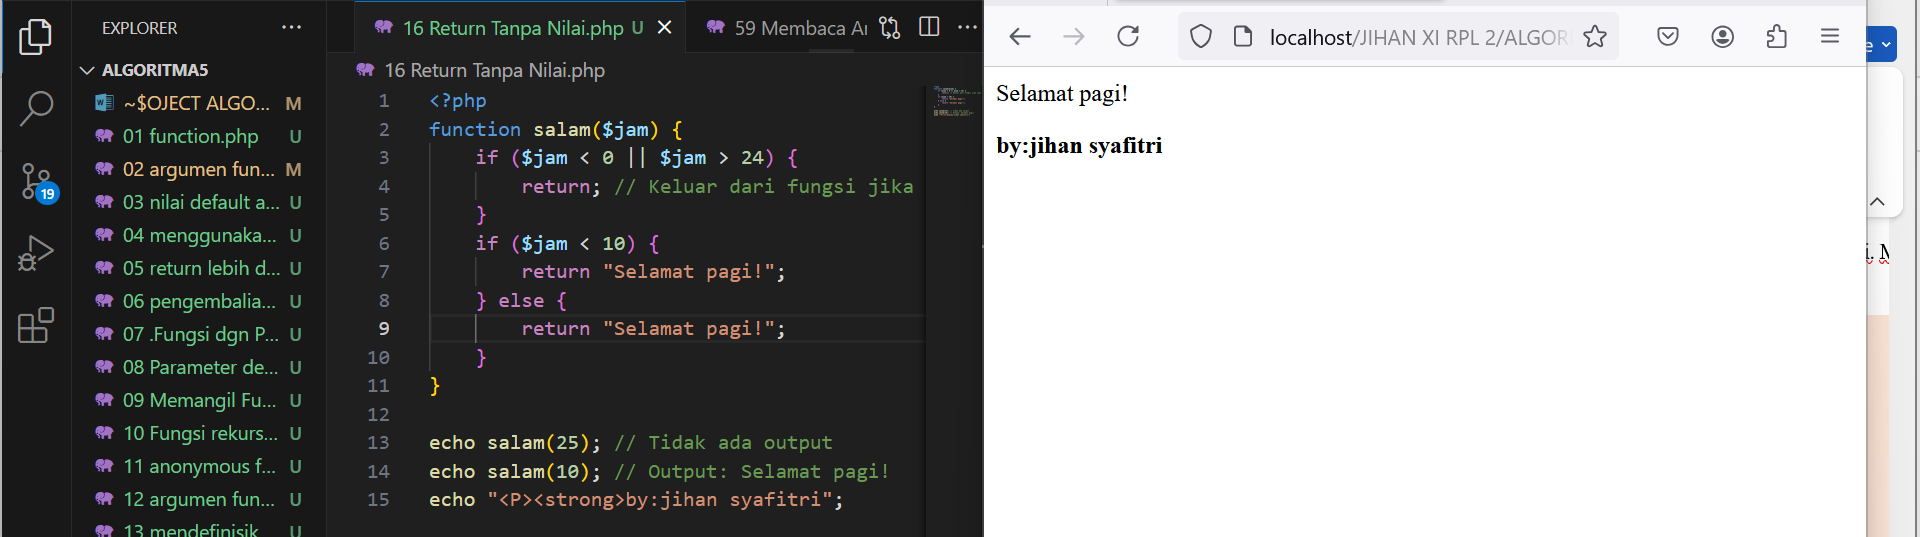 EXPLORER
ALGORITMA5
~$OJECT ALGO... M
01 function.php U
02 argumen fun... M
03 nilai default a... U
04 menggunaka... U
05 return lebih d... U
06 pengembalia... U
07 .Fungsi dgn P... U
08 Parameter de... U
09 Memangil Fu... U
10 Fungsi rekurs... U
11 anonymous f... U
12 argumen fun... U
13 mendefinisik U
19
16 Return Tanpa Nilai.php U
59 Membaca
16 Return Tanpa Nilai.php
1 <?php
2 function salam($jam) {
3 if ($jam < 0 || $jam > 24) {
4 return; // Keluar dari fungsi jika
5 }
6 if ($jam < 10) {
7 return "Selamat pagi!";
8 } else {
9 return "Selamat pagi!";
10 }
11 }
12
13 echo salam(25); // Tidak ada output
14 echo salam(10); // Output: Selamat pagi!
15 echo "<P><strong>by:jihan syafitri";
localhost/JIHAN XI RPL 2/ALGOR
Selamat pagi!
by:jihan syafitri